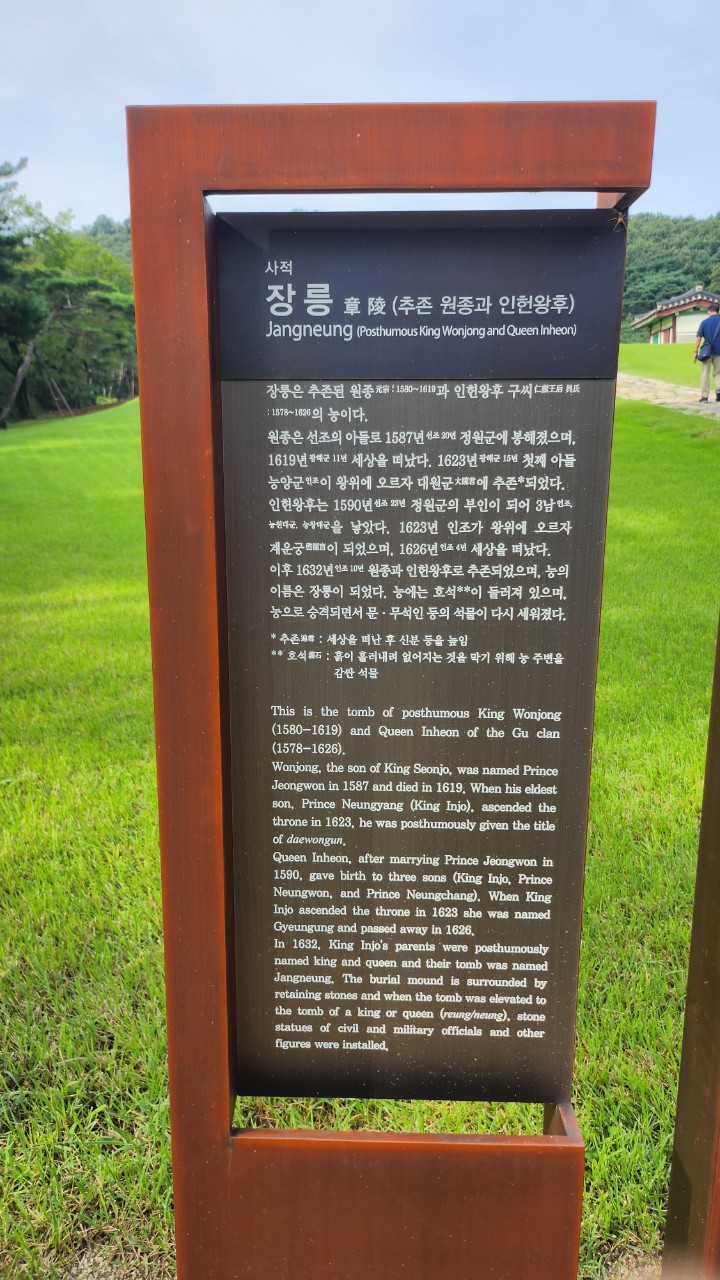 사적
장릉 章陵 (추존 원종과 인헌왕후)
Jangneung (Posthumous King Wonjong and Queen Inheon)
장릉은 추존된 원종元宗 : 1580~1619과 인헌왕후 구씨仁獻王后 具氏
: 1578~1626의 능이다.
원종은 선조의 아들로 1587년선조 20년 정원군에 봉해졌으며,
1619년광해군 11년 세상을 떠났다. 1623년광해군 15년 첫째 아들
능양군인조이 왕위에 오르자 대원군大院君에 추존*되었다.
인헌왕후는 1590년선조 23년 정원군의 부인이 되어 3남인조,
능원대군, 능창대군을 낳았다. 1623년 인조가 왕위에 오르자
계운궁啓運宮이 되었으며, 1626년인조 4년 세상을 떠났다.
이후 1632년인조 10년 원종과 인헌왕후로 추존되었으며, 능의
이름은 장릉이 되었다. 능에는 호석**이 둘러져 있으며,
능으로 승격되면서 문 · 무석인 등의 석물이 다시 세워졌다.
* 추존追尊 : 세상을 떠난 후 신분 등을 높임
** 호석護石 : 흙이 흘러내려 없어지는 것을 막기 위해 능 주변을
감싼 석물
This is the tomb of posthumous King Wonjong
(1580-1619) and Queen Inheon of the Gu clan
(1578-1626).
Wonjong, the son of King Seonjo, was named Prince
Jeongwon in 1587 and died in 1619. When his eldest
son, Prince Neungyang (King Injo), ascended the
throne in 1623, he was posthumously given the title
of daewongun.
Queen Inheon, after marrying Prince Jeongwon in
1590, gave birth to three sons (King Injo, Prince
Neungwon, and Prince Neungchang). When King
Injo ascended the throne in 1623 she was named
Gyeungung and passed away in 1626.
In 1632, King Injo's parents were posthumously
named king and queen and their tomb was named
Jangneung. The burial mound is surrounded by
retaining stones and when the tomb was elevated to
the tomb of a king or queen (reung/neung), stone
statues of civil and military officials and other
figures were installed.